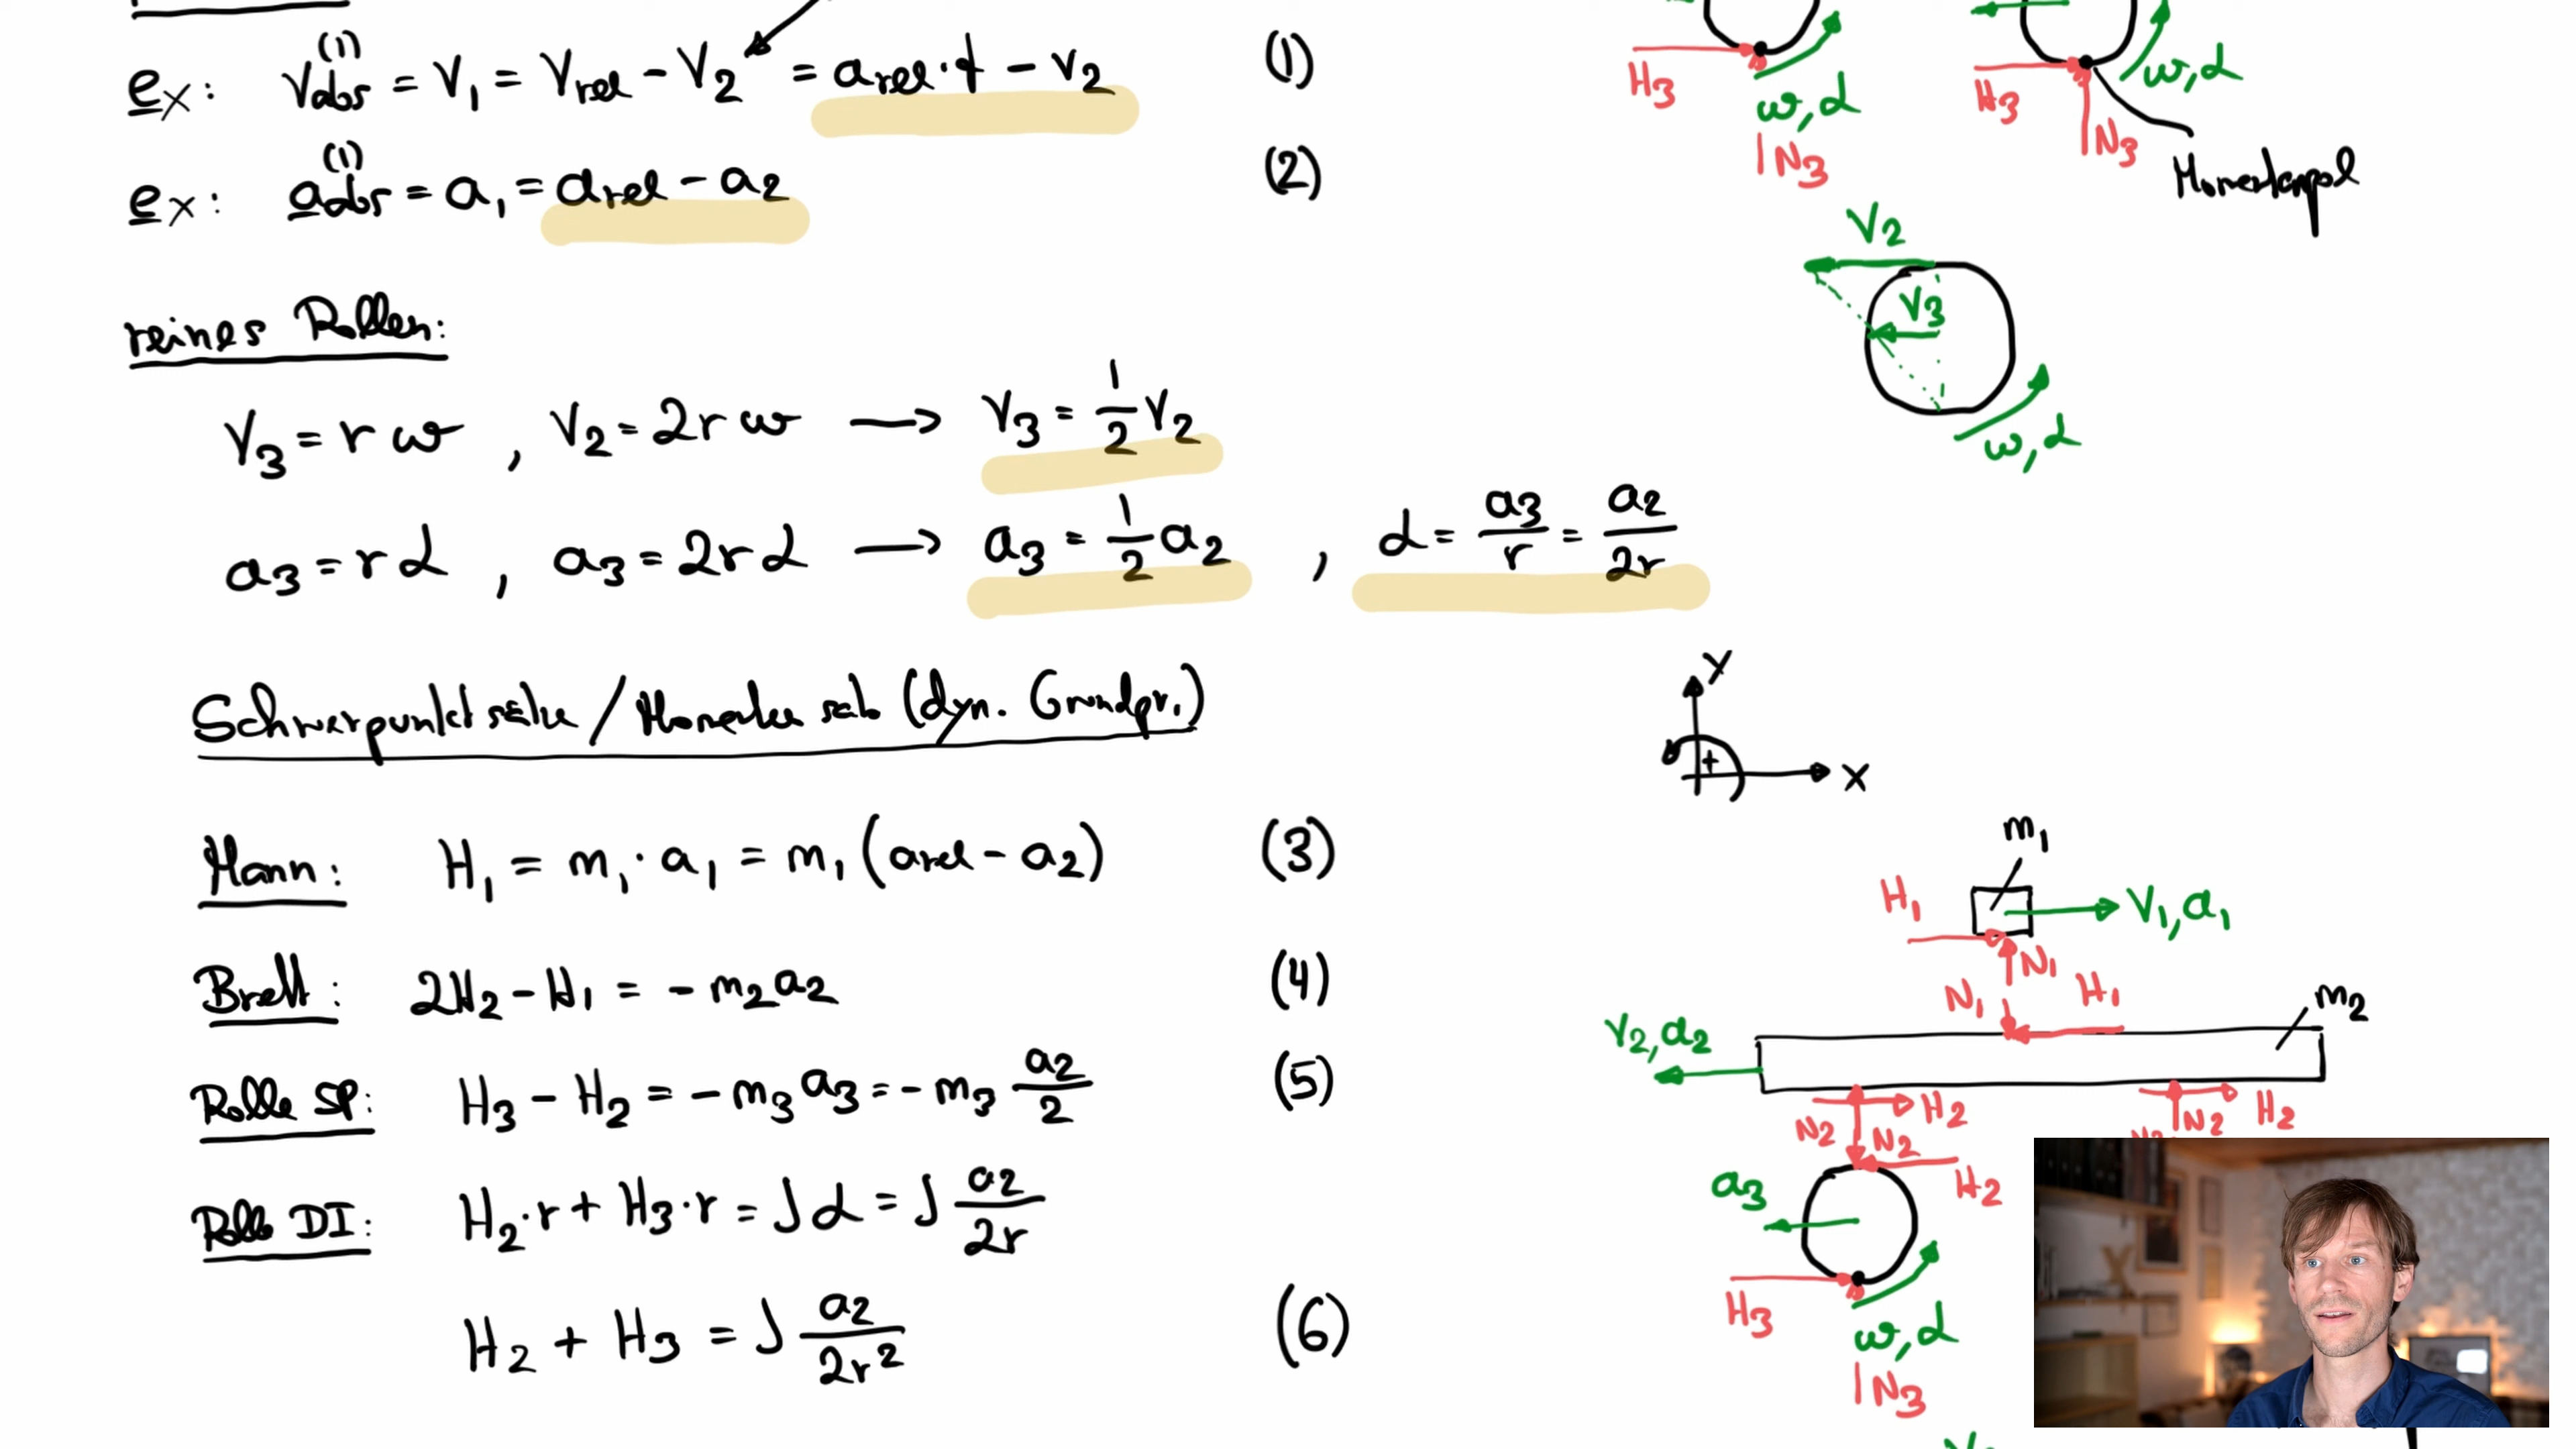 e_x: V_abs^(1) = V_1 = V_rel - V_2 = a_rel · t - v_2 (1)
e_x: a_abs^(1) = a_1 = a_rel - a_2 (2)
reines Rollen:
V_3 = r ω , V_2 = 2 r ω → V_3 = 1/2 V_2
a_3 = r α , a_3 = 2 r α → a_3 = 1/2 a_2 , α = a_3/r = a_2/2r
Schwerpunktsätze / Momentensatz (dyn. Grundpr.)
Mann: H_1 = m_1 · a_1 = m_1 (a_rel - a_2) (3)
Brett: 2H_2 - H_1 = - m_2 a_2 (4)
Rolle SP: H_3 - H_2 = - m_3 a_3 = - m_3 a_2/2 (5)
Rolle DI: H_2 · r + H_3 · r = J α = J a_2/2r
H_2 + H_3 = J a_2/2r^2 (6)
H_3
ω, α
N_3
H_3
ω, α
N_3
Momentanpol
V_2
V_3
ω, α
y
+
x
m_1
H_1
V_1, a_1
N_1
N_1
H_1
m_2
V_2, a_2
N_2
H_2
N_2
H_2
N_2
H_2
a_3
H_3
ω, α
N_3